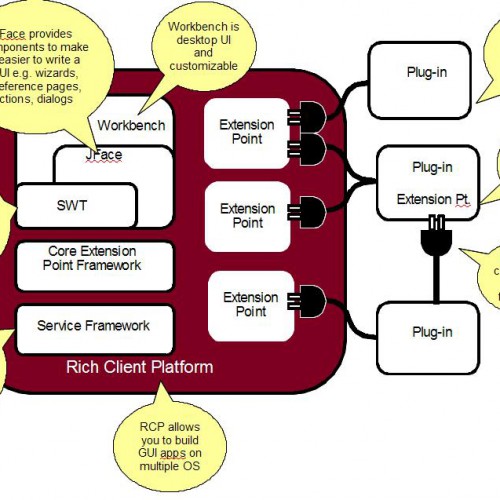 Face provides
mponents to make
easier to write a
UI e.g. wizards,
eference pages,
ctions, dialogs
Workbench is
desktop UI
and
customizable
Workbench
JFace
SWT
Core Extension
Point Framework
Service Framework
Rich Client Platform
Extension
Point
Extension
Point
Extension
Point
Plug-in
Plug-in
Extension Pt.
Plug-in
RCP allows
you to build
GUI apps on
multiple OS